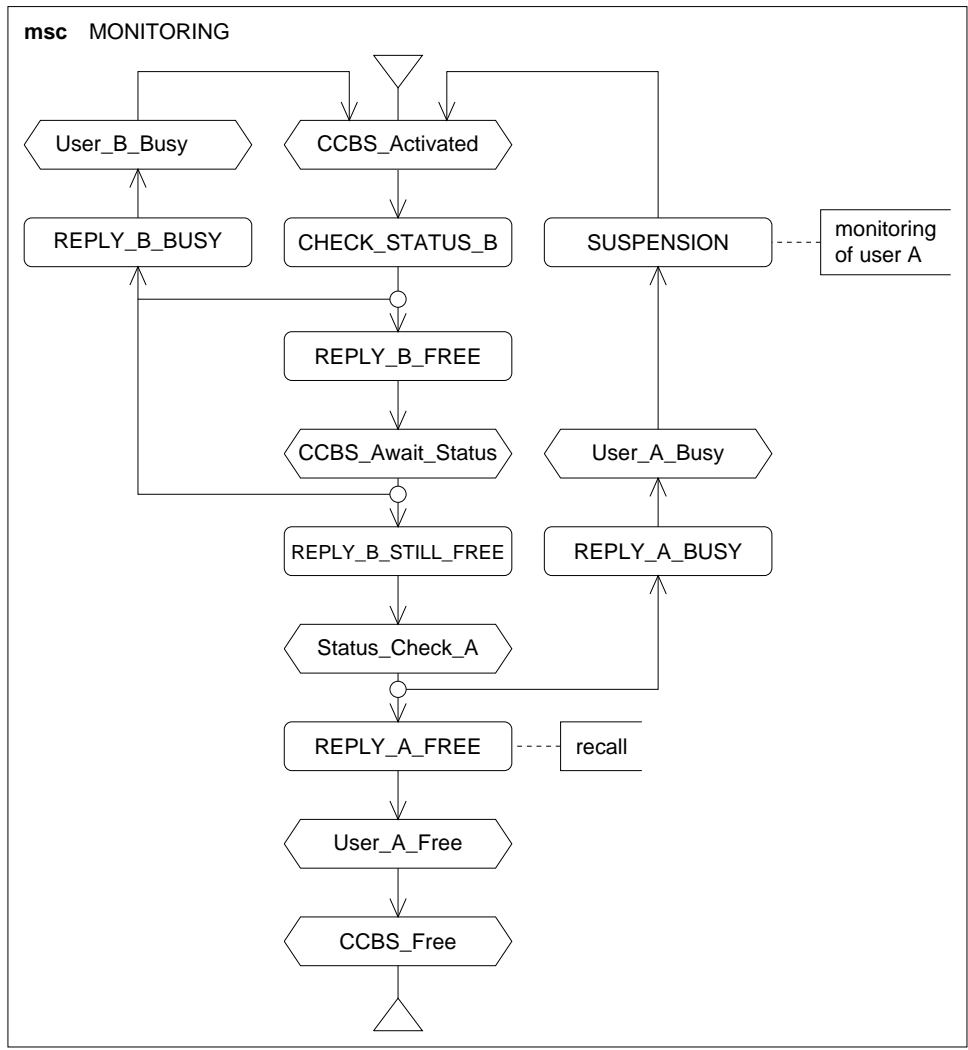 msc MONITORING
User_B_Busy
CCBS_Activated
REPLY_B_BUSY
CHECK_STATUS_B
SUSPENSION
monitoring
of user A
REPLY_B_FREE
CCBS_Await_Status
User_A_Busy
REPLY_B_STILL_FREE
REPLY_A_BUSY
Status_Check_A
REPLY_A_FREE
recall
User_A_Free
CCBS_Free